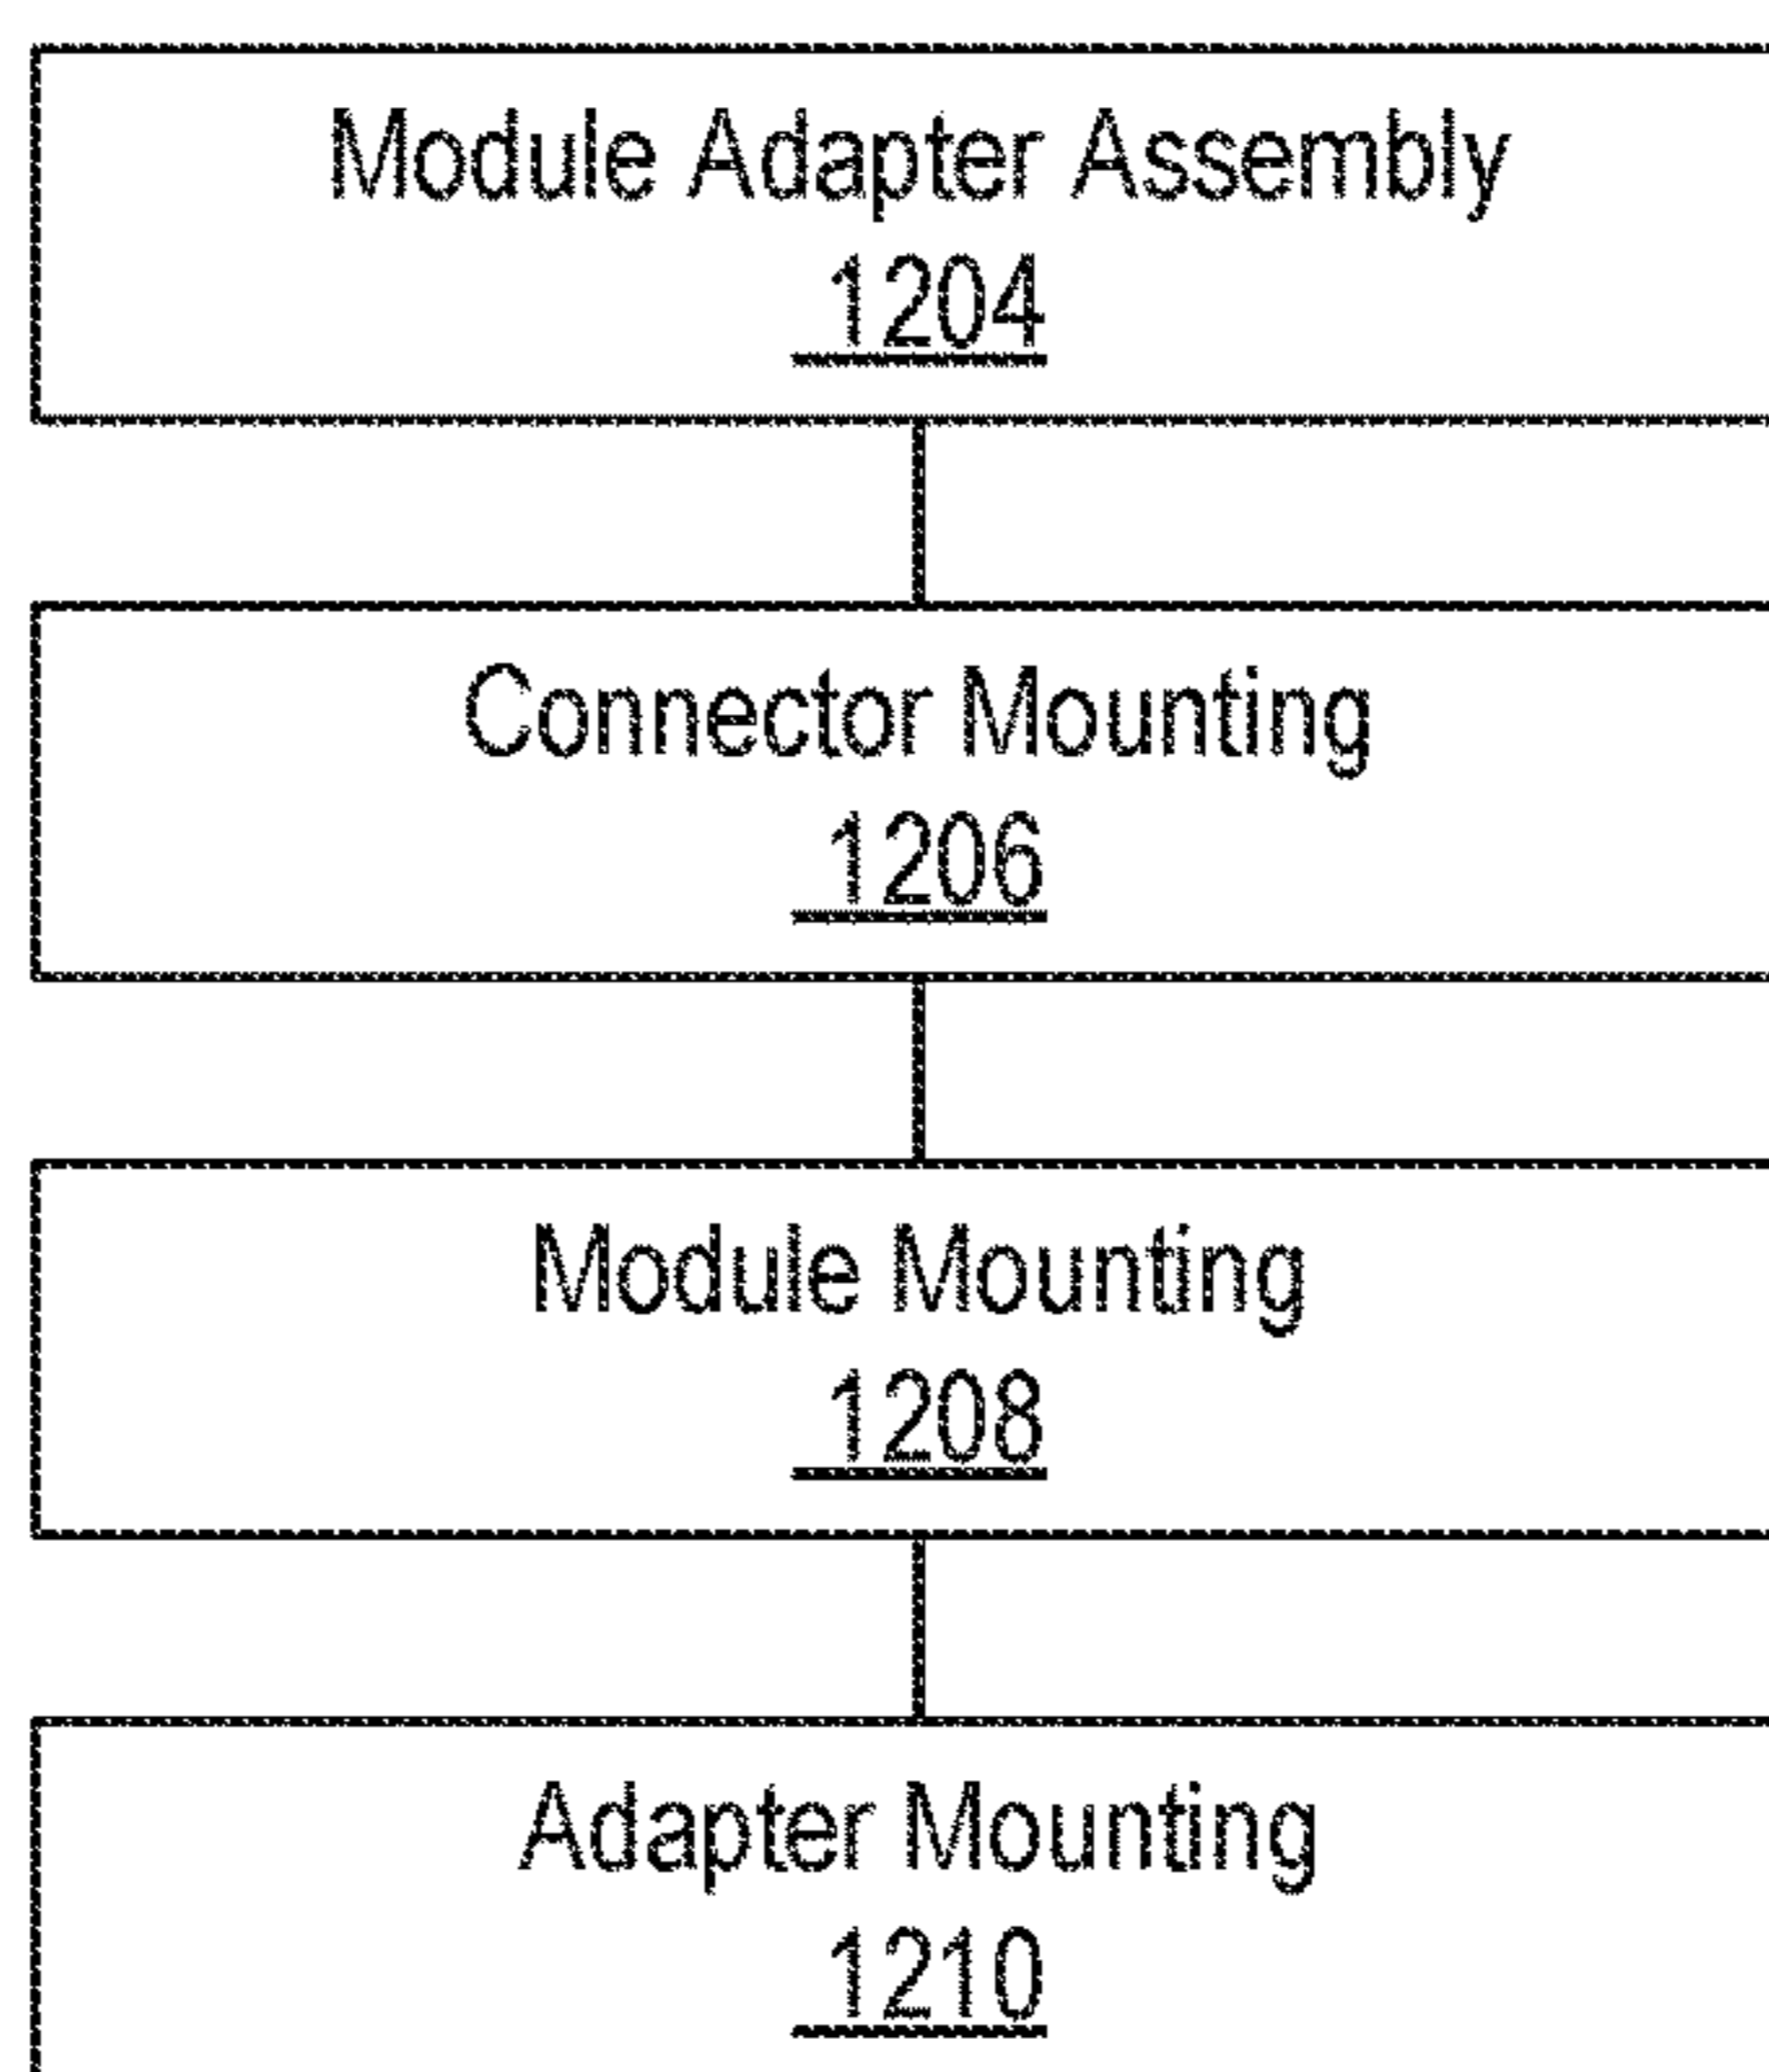 Module Adapter Assembly
1204
Connector Mounting
1206
Module Mounting
1208
Adapter Mounting
1210